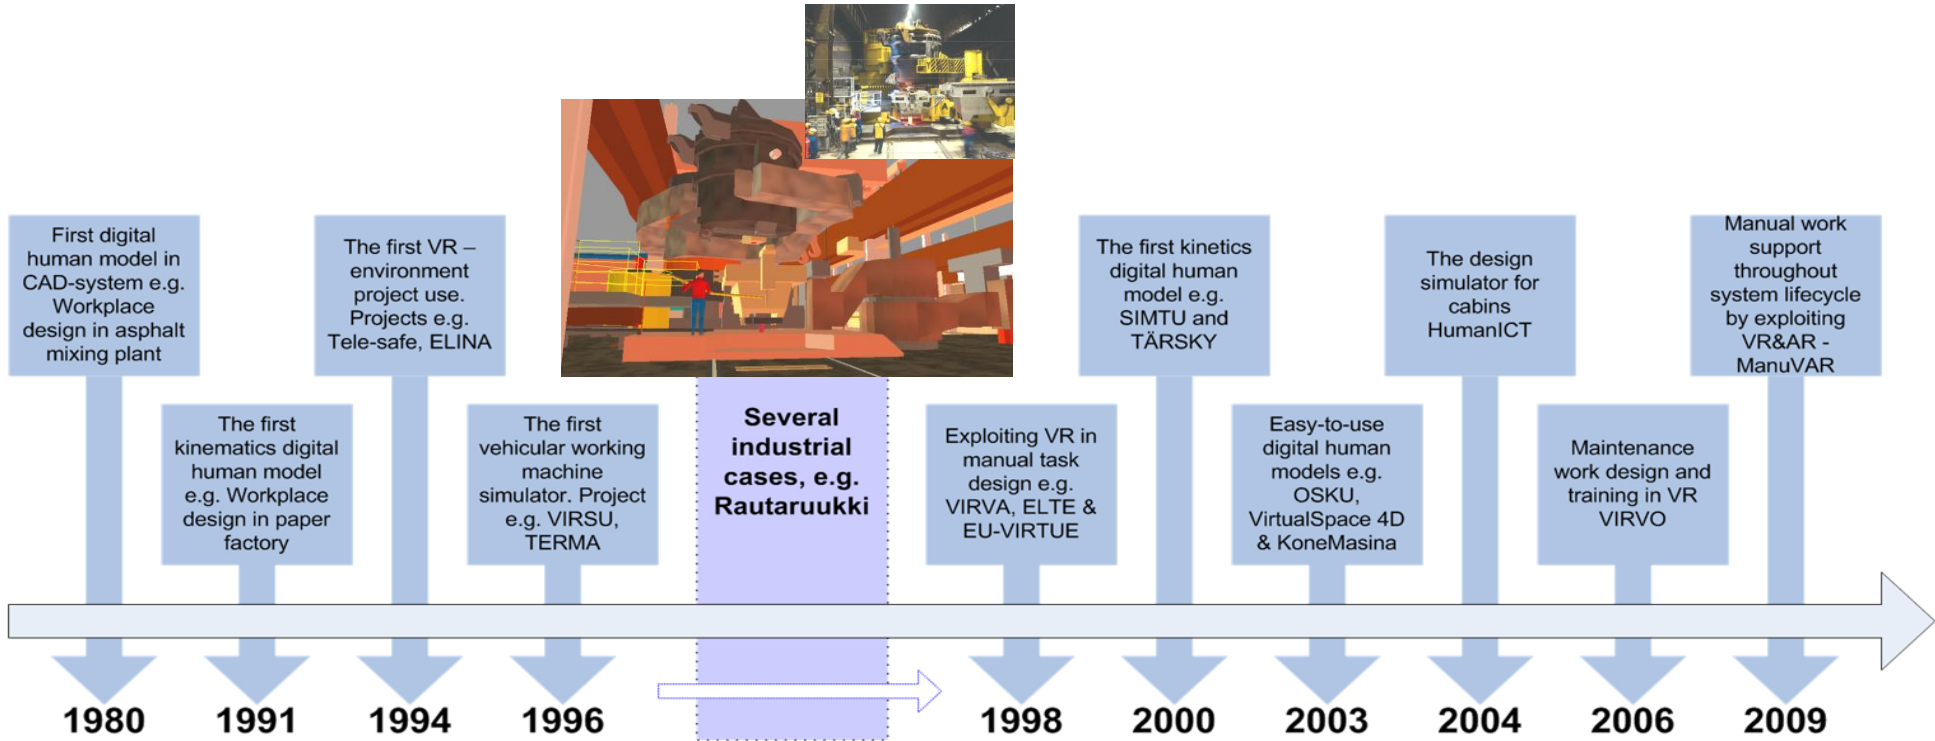 First digital
human model in
CAD-system e.g.
Workplace
design in asphalt
mixing plant
The first
kinematics digital
human model
e.g. Workplace
design in paper
factory
The first VR –
environment
project use.
Projects e.g.
Tele-safe, ELINA
The first
vehicular working
machine
simulator. Project
e.g. VIRSU,
TERMA
Several
industrial
cases, e.g.
Rautaruukki
Exploiting VR in
manual task
design e.g.
VIRVA, ELTE &
EU-VIRTUE
The first kinetics
digital human
model e.g.
SIMTU and
TÄRSKY
Easy-to-use
digital human
models e.g.
OSKU,
VirtualSpace 4D
& KoneMasina
The design
simulator for
cabins
HumanICT
Maintenance
work design and
training in VR
VIRVO
Manual work
support
throughout
system lifecycle
by exploiting
VR&AR -
ManuVAR
1980
1991
1994
1996
1998
2000
2003
2004
2006
2009